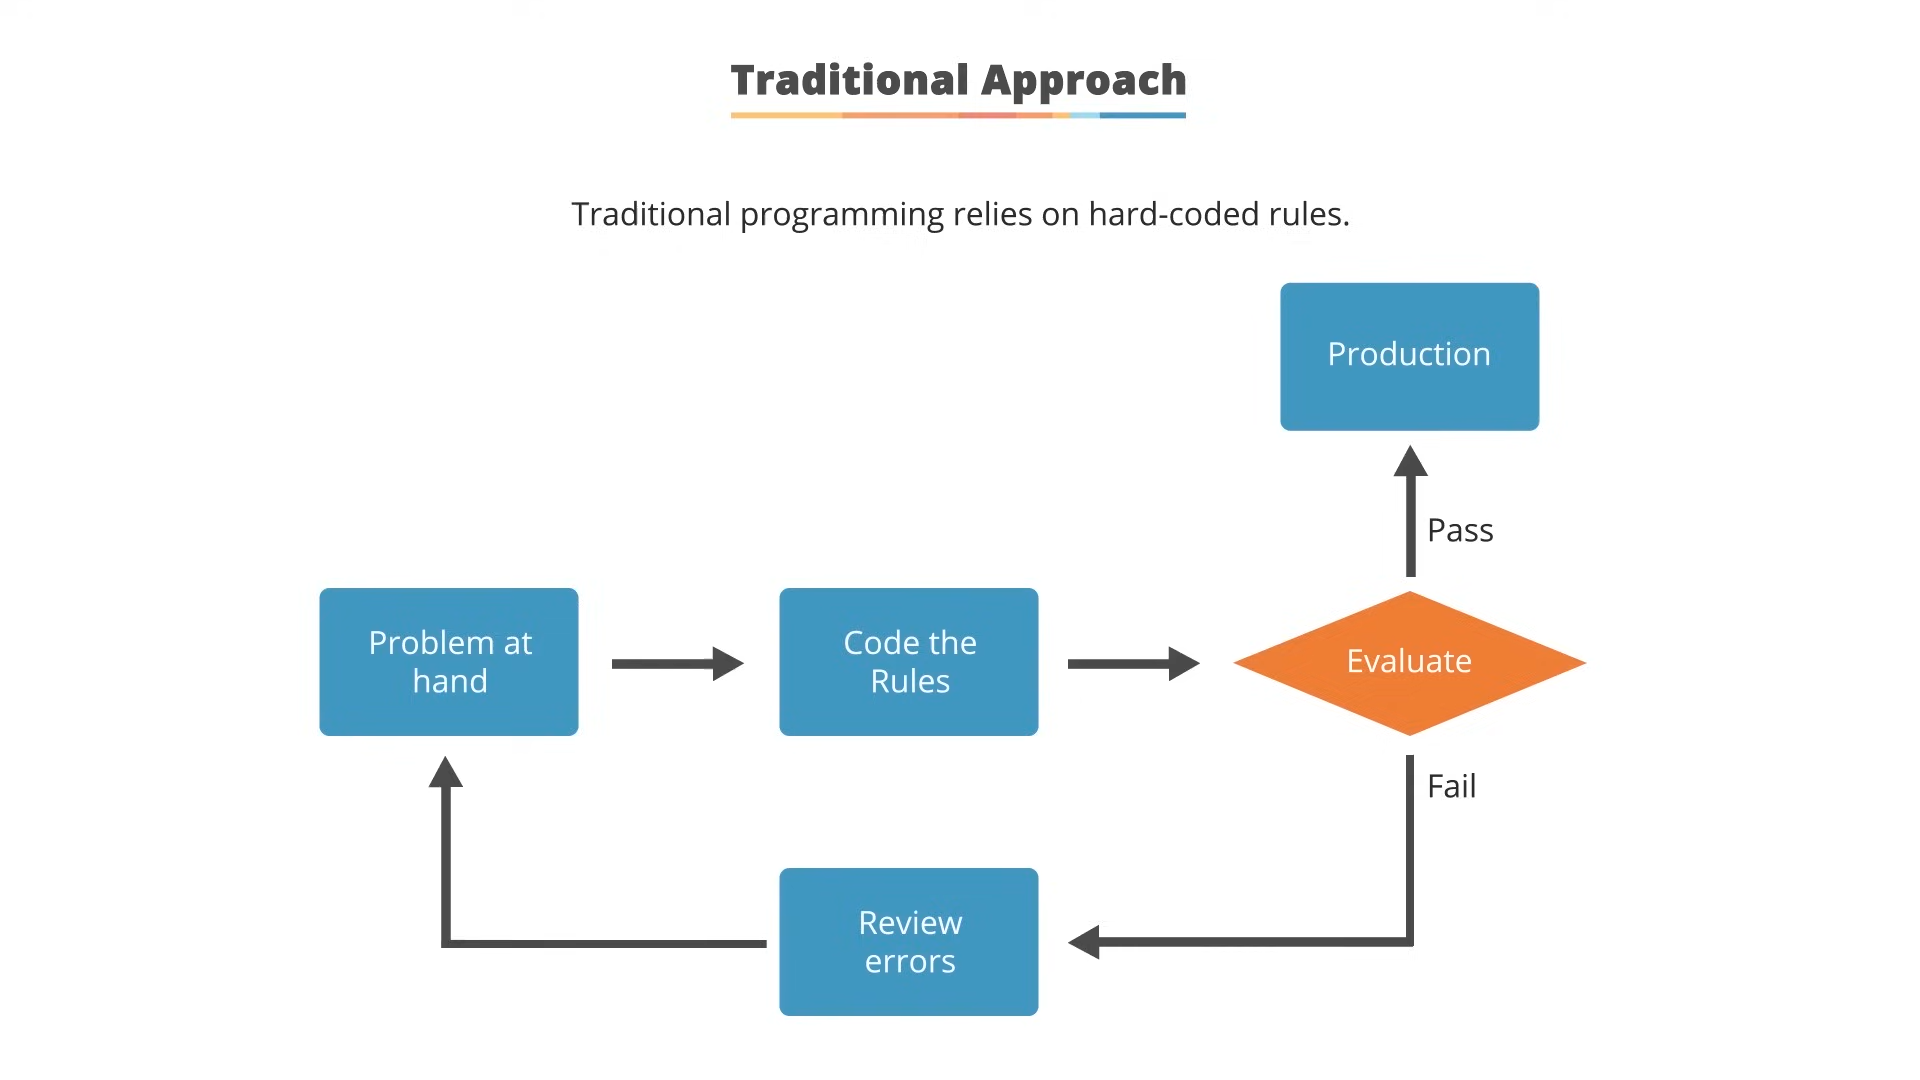 Traditional Approach
Traditional programming relies on hard-coded rules.
Production
Pass
Problem at
hand
Code the
Rules
Evaluate
Fail
Review
errors